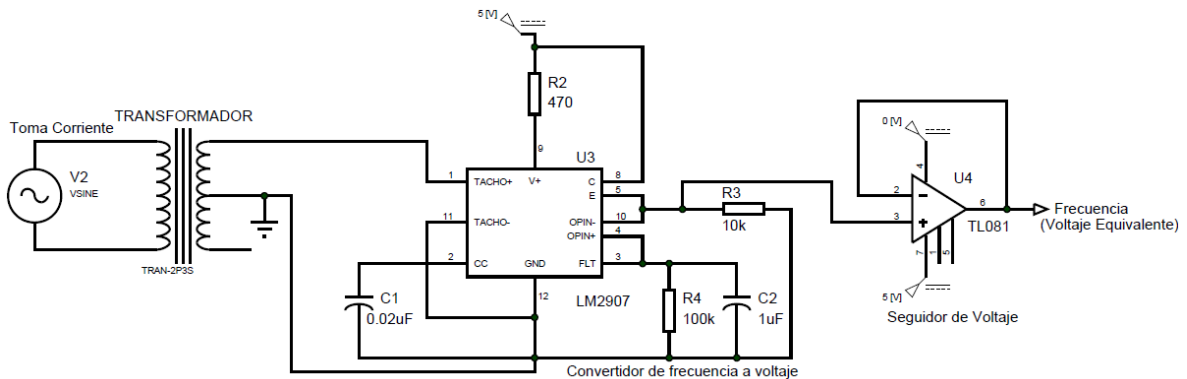 5 [V]
R2
470
TRANSFORMADOR
Toma Corriente
V2
VSINE
TRAN-2P3S
9
U3
1
TACHO+
V+
C
8
E
5
11
TACHO-
OPIN-
10
OPIN+
4
2
CC
GND
FLT
3
12
LM2907
C1
0.02uF
R3
10k
R4
100k
C2
1uF
Convertidor de frecuencia a voltaje
0 [V]
4
2
U4
6
3
TL081
7
1
5
5 [V]
Frecuencia
(Voltaje Equivalente)
Seguidor de Voltaje